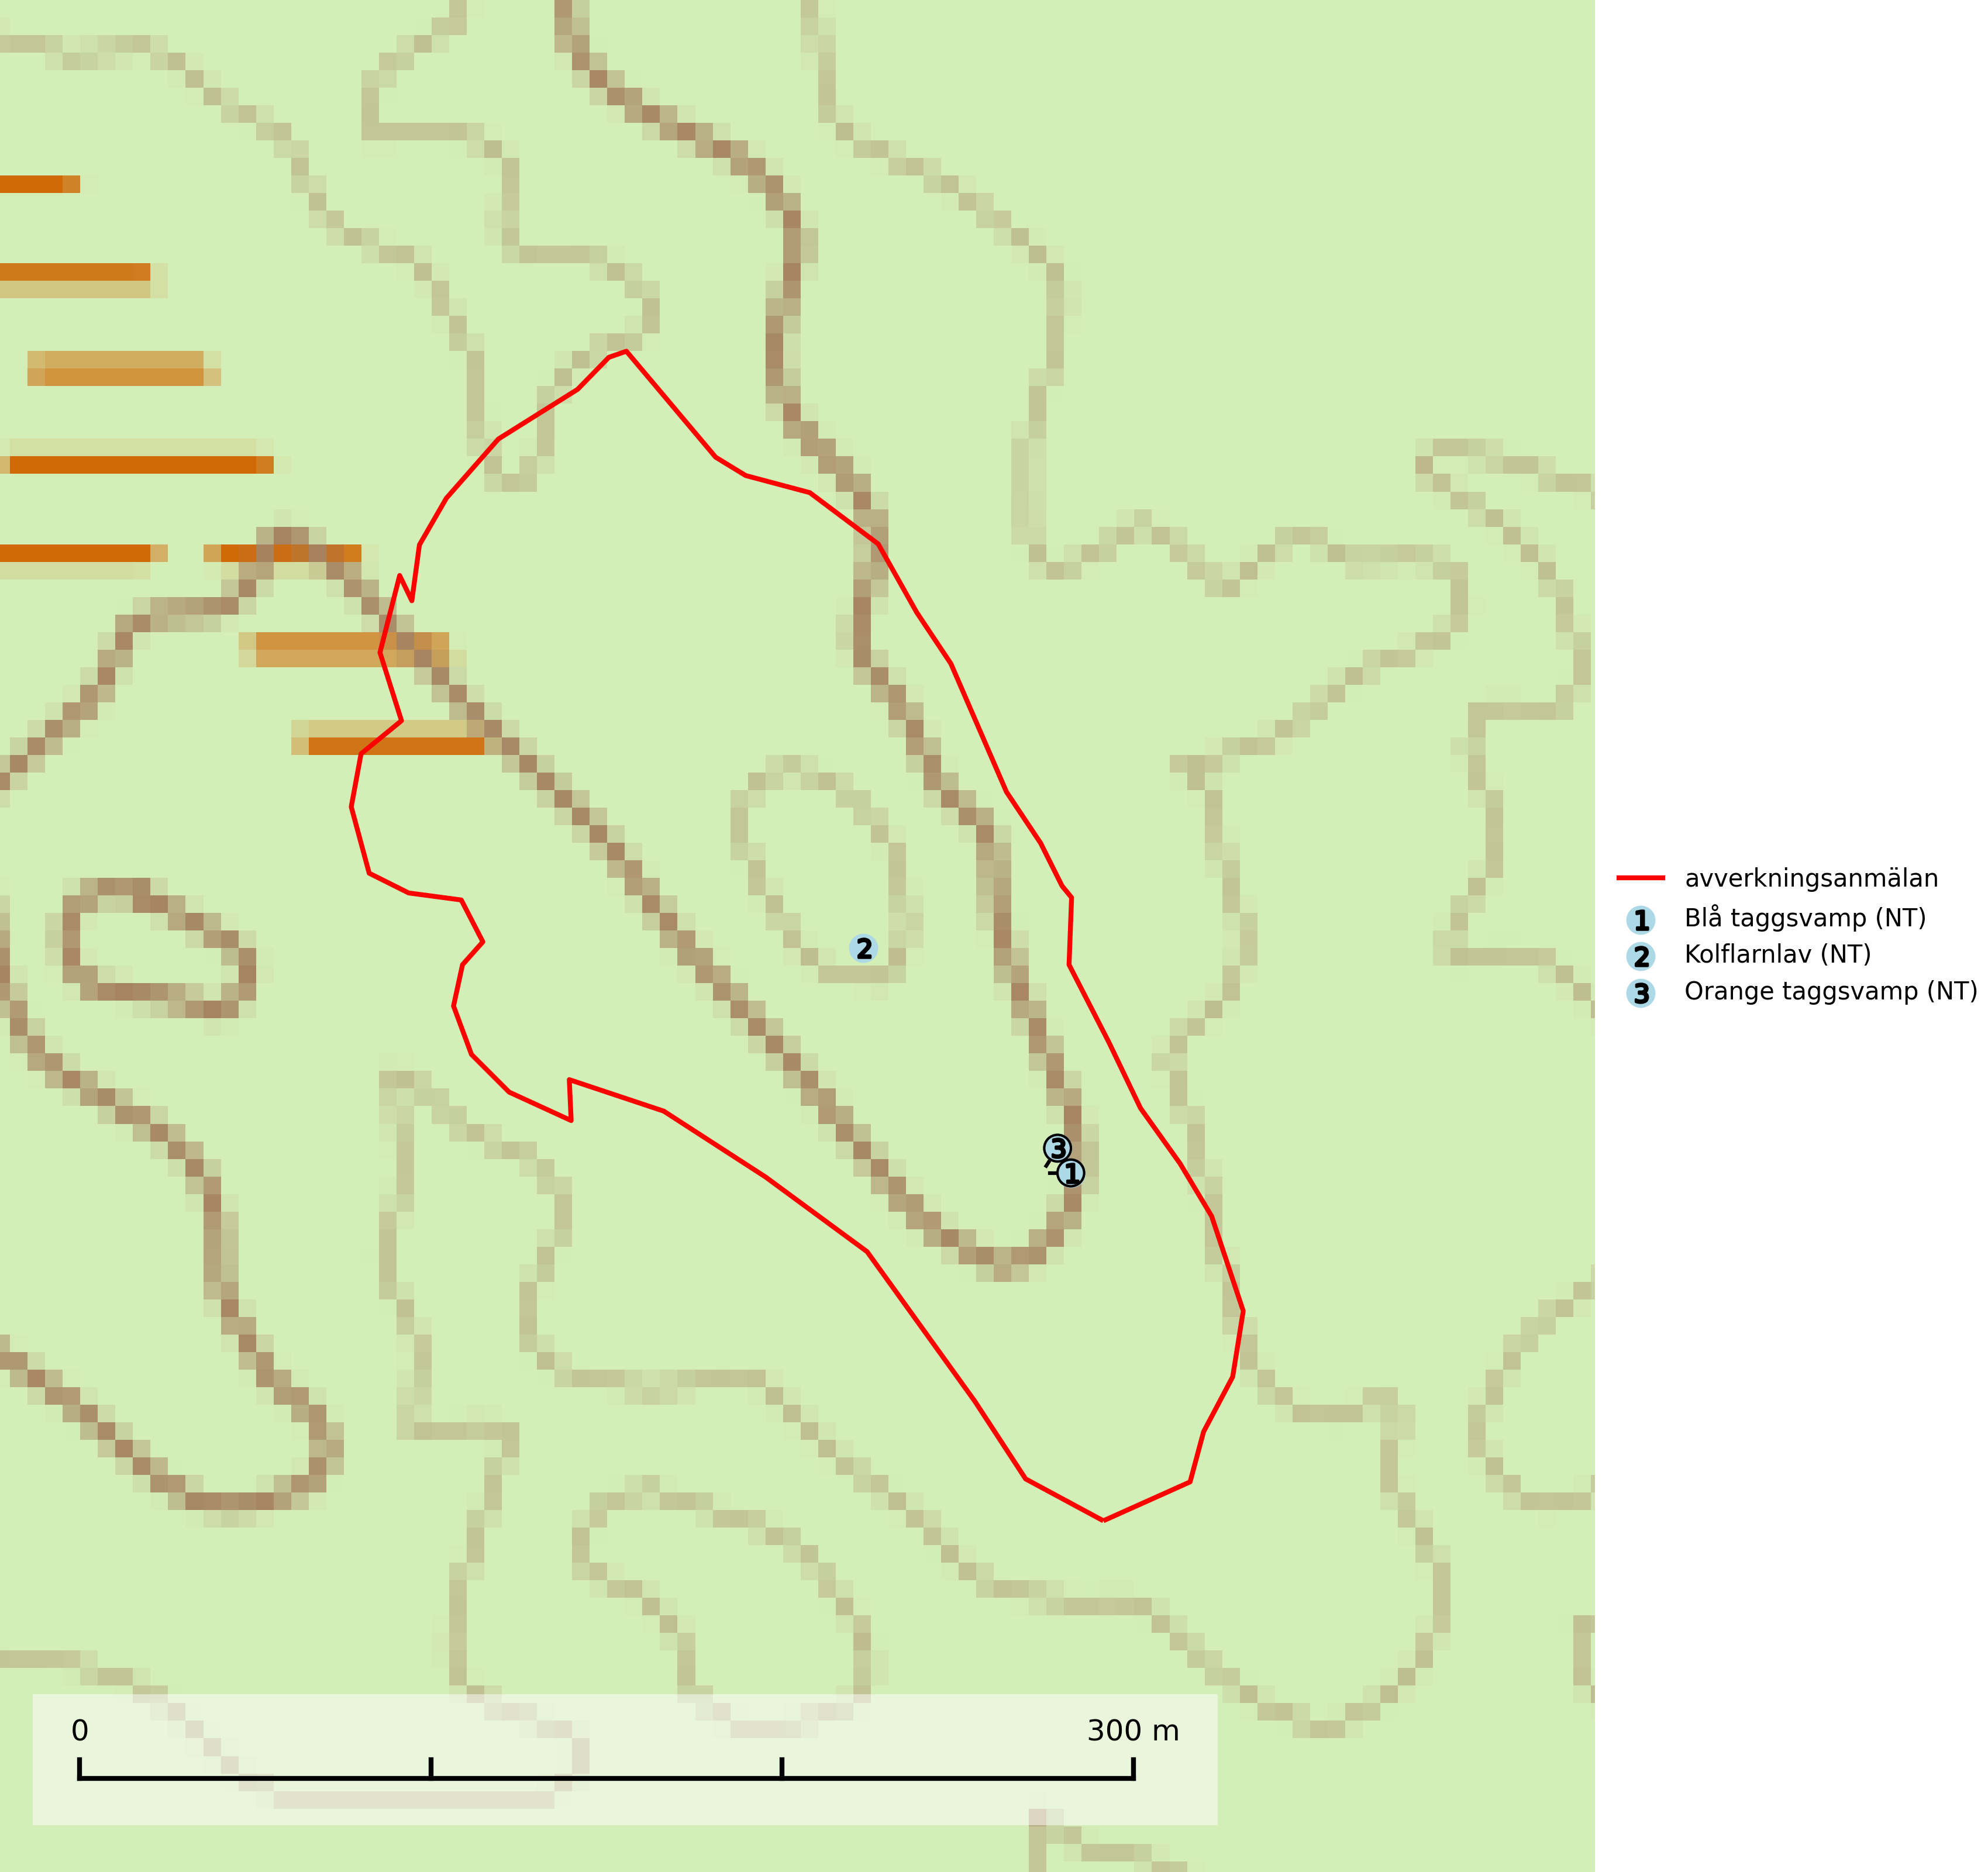 avverkningsanmälan
1 Blå taggsvamp (NT)
2 Kolflarnlav (NT)
3 Orange taggsvamp (NT)
2
3
1
0 300 m